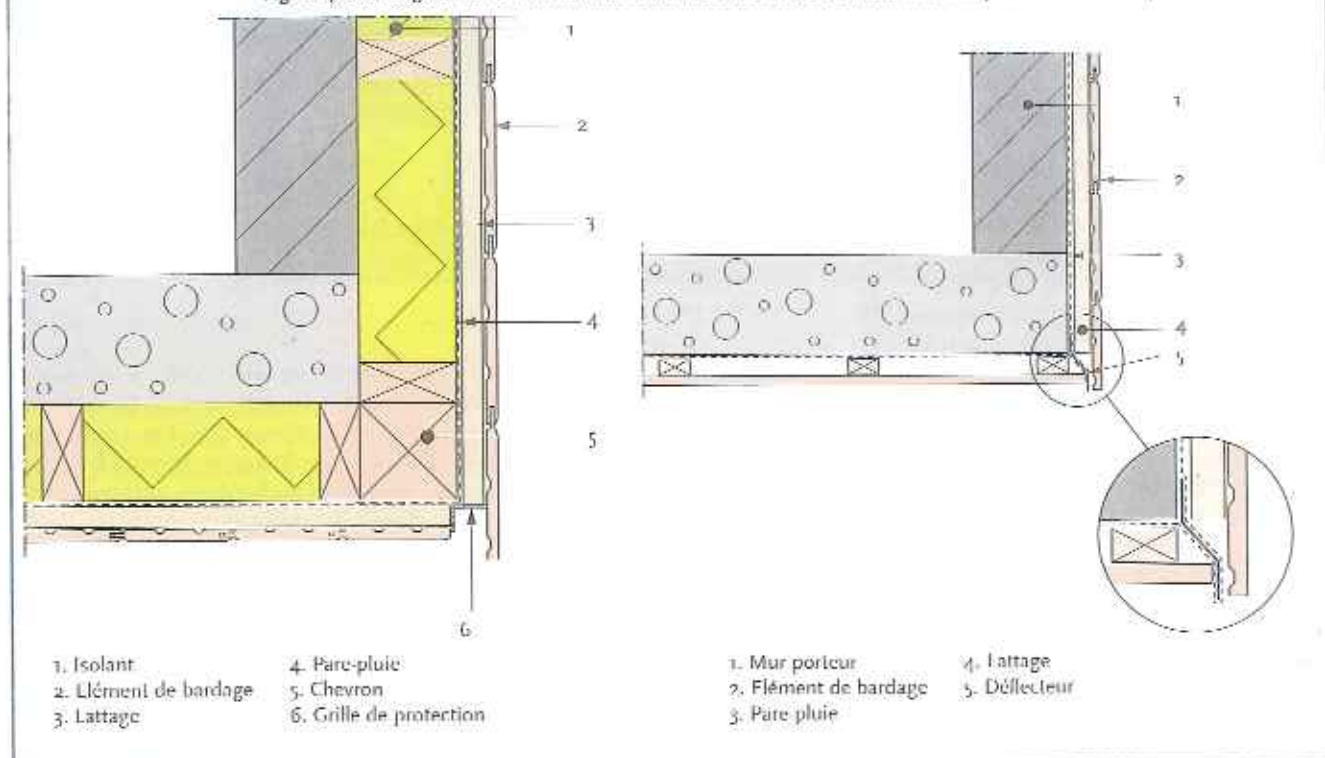 1
2
3
4
5
6
1
2
3
4
5
1. Isolant
2. Elément de bardage
3. Lattage
4. Pare-pluie
5. Chevron
6. Grille de protection
1. Mur porteur
2. Elément de bardage
3. Pare pluie
4. Lattage
5. Déflecteur